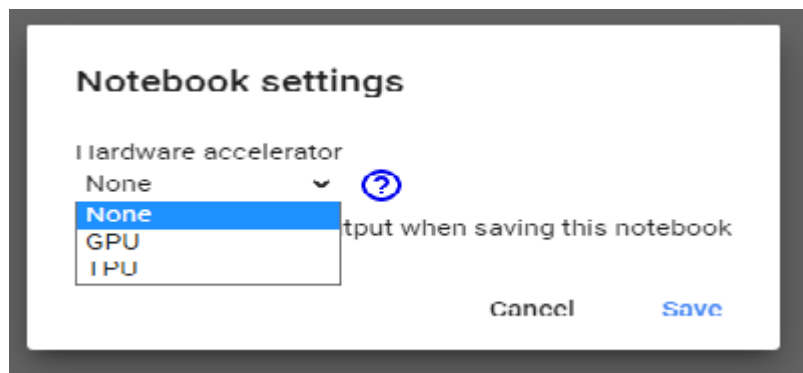 Notebook settings
Hardware accelerator
None
None
GPU
TPU
tput when saving this notebook
Cancel
Save